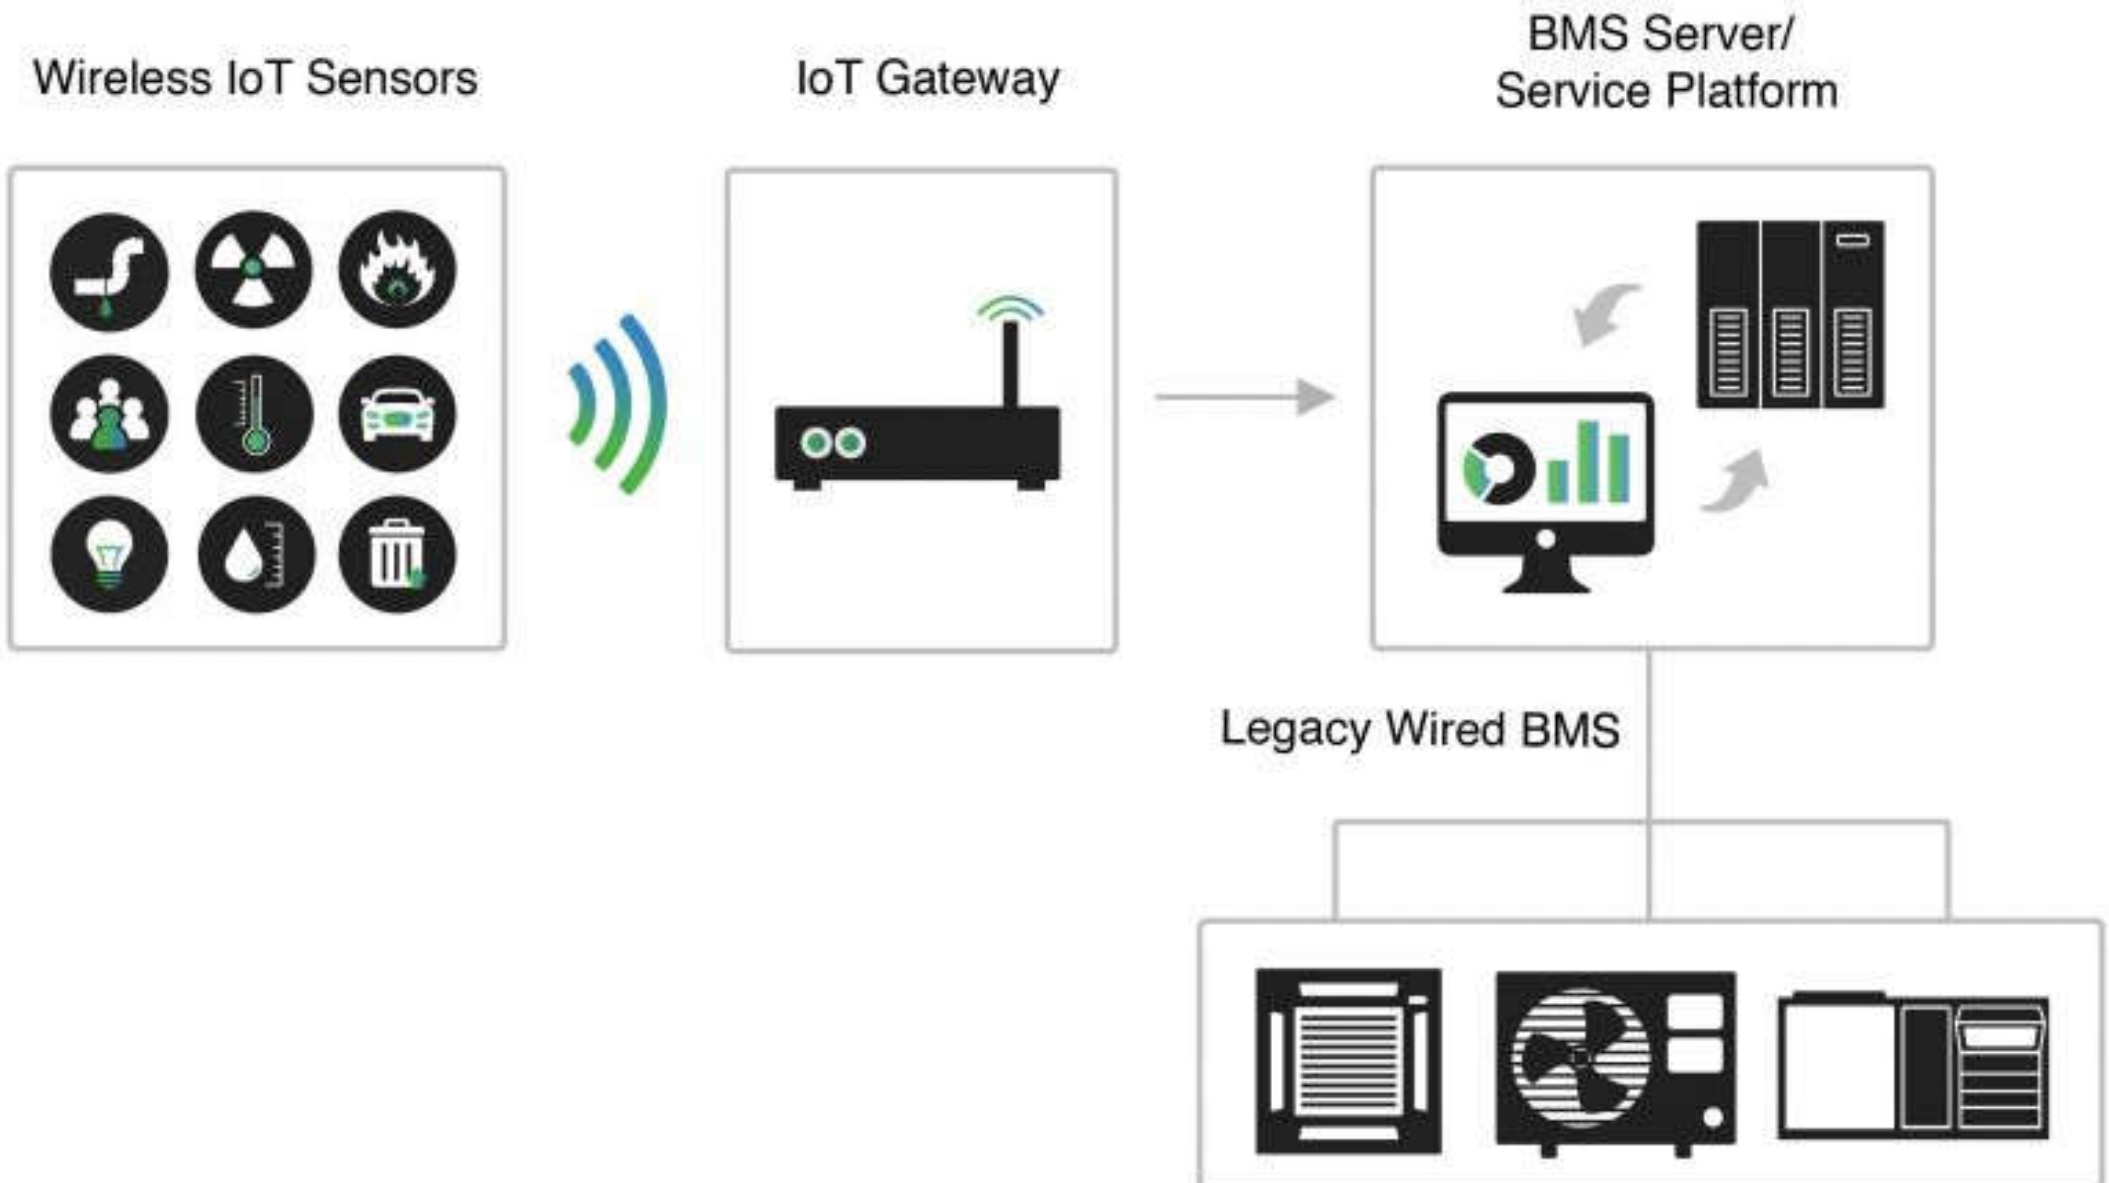 Wireless IoT Sensors
IoT Gateway
BMS Server/
Service Platform
Legacy Wired BMS